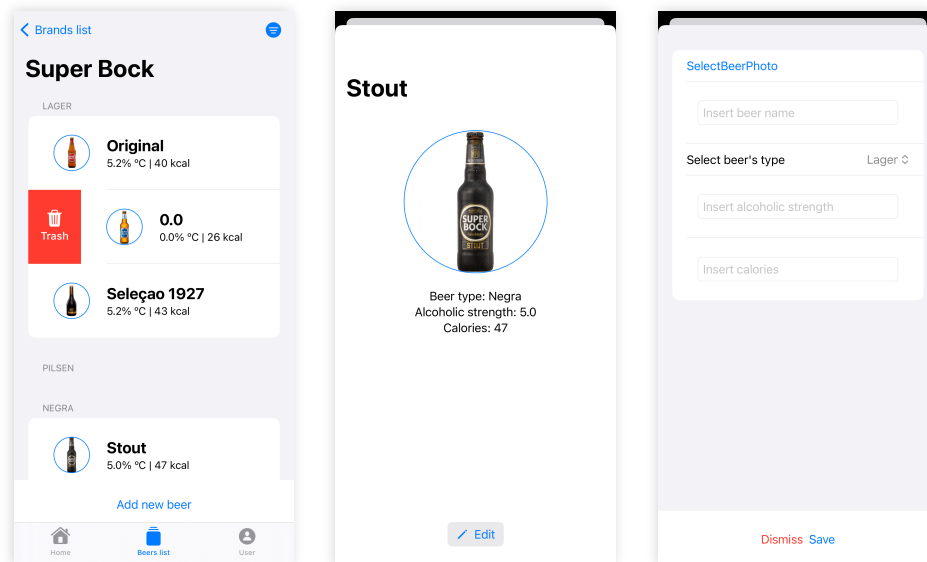 Brands list
Super Bock
LAGER
Original
5.2% ºC | 40 kcal
Trash
0.0
0.0% ºC | 26 kcal
Seleçao 1927
5.2% ºC | 43 kcal
PILSEN
NEGRA
Stout
5.0% ºC | 47 kcal
Add new beer
Home
Beers list
User
Stout
SUPER
BOCK
STOUT
Beer type: Negra
Alcoholic strength: 5.0
Calories: 47
Edit
SelectBeerPhoto
Insert beer name
Select beer's type
Lager
Insert alcoholic strength
Insert calories
Dismiss Save